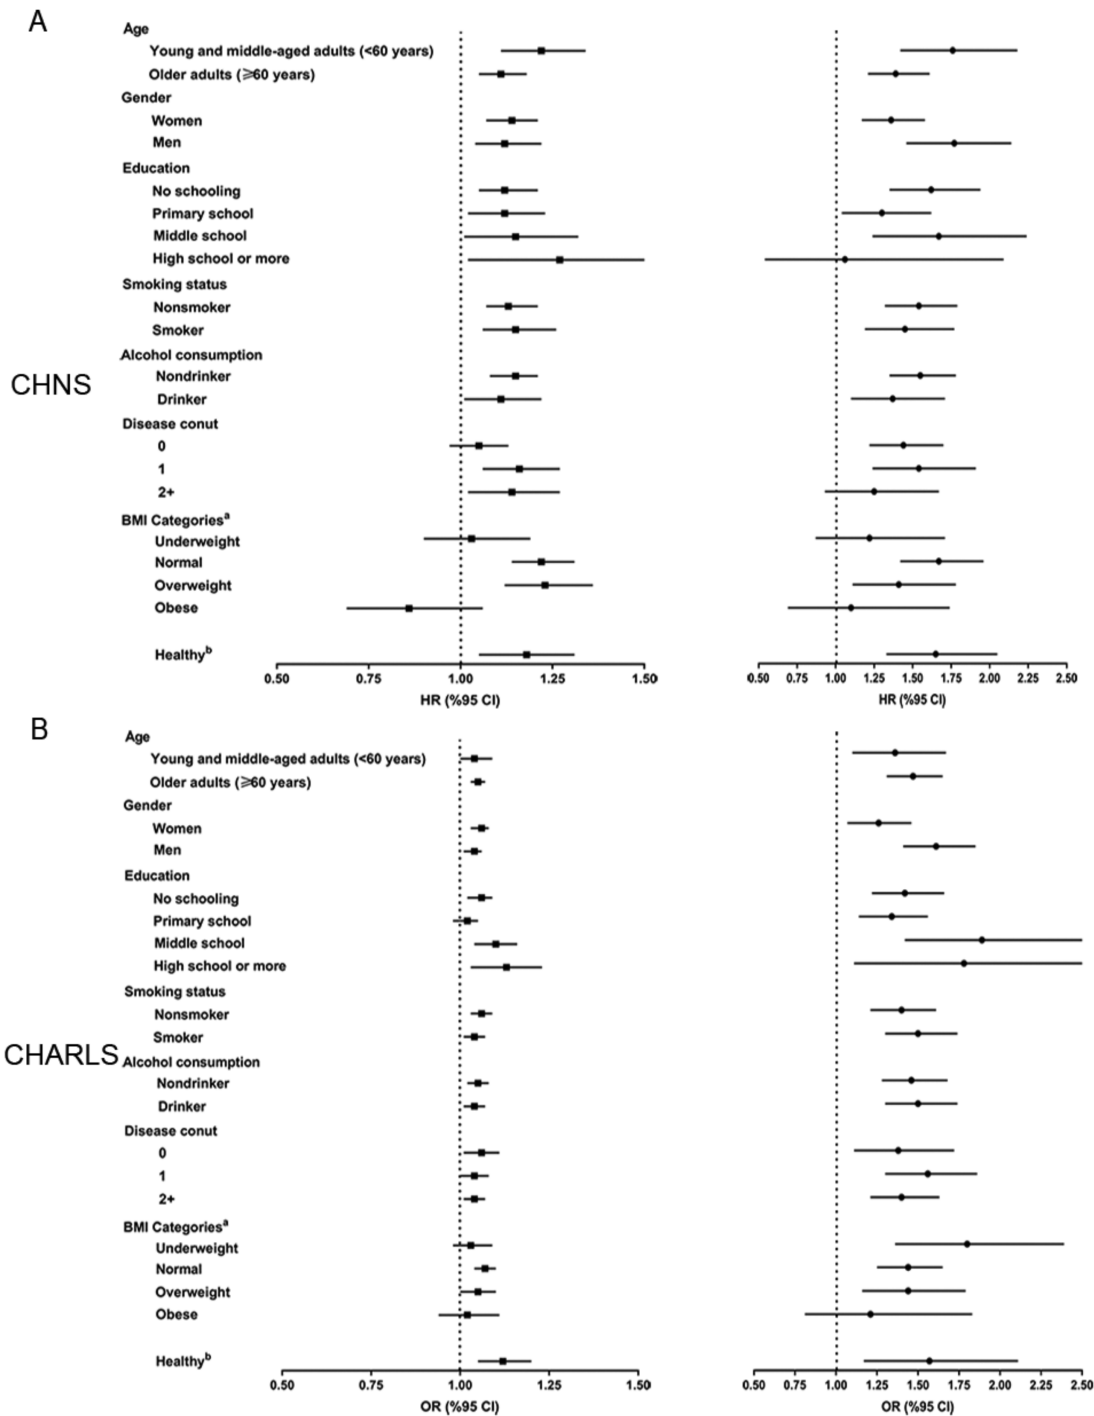 A
Age
Young and middle-aged adults (<60 years)
Older adults (⩾60 years)
Gender
Women
Men
Education
No schooling
Primary school
Middle school
High school or more
Smoking status
Nonsmoker
Smoker
Alcohol consumption
CHNS
Nondrinker
Drinker
Disease conut
0
1
2+
BMI Categoriesa
Underweight
Normal
Overweight
Obese
Healthyb
0.50 0.75 1.00 1.25 1.50
HR (%95 CI)
0.50 0.75 1.00 1.25 1.50 1.75 2.00 2.25 2.50
HR (%95 CI)
B
Age
Young and middle-aged adults (<60 years)
Older adults (⩾60 years)
Gender
Women
Men
Education
No schooling
Primary school
Middle school
High school or more
Smoking status
Nonsmoker
Smoker
CHARLS
Alcohol consumption
Nondrinker
Drinker
Disease conut
0
1
2+
BMI Categoriesa
Underweight
Normal
Overweight
Obese
Healthyb
0.50 0.75 1.00 1.25 1.50
OR (%95 CI)
0.50 0.75 1.00 1.25 1.50 1.75 2.00 2.25 2.50
OR (%95 CI)